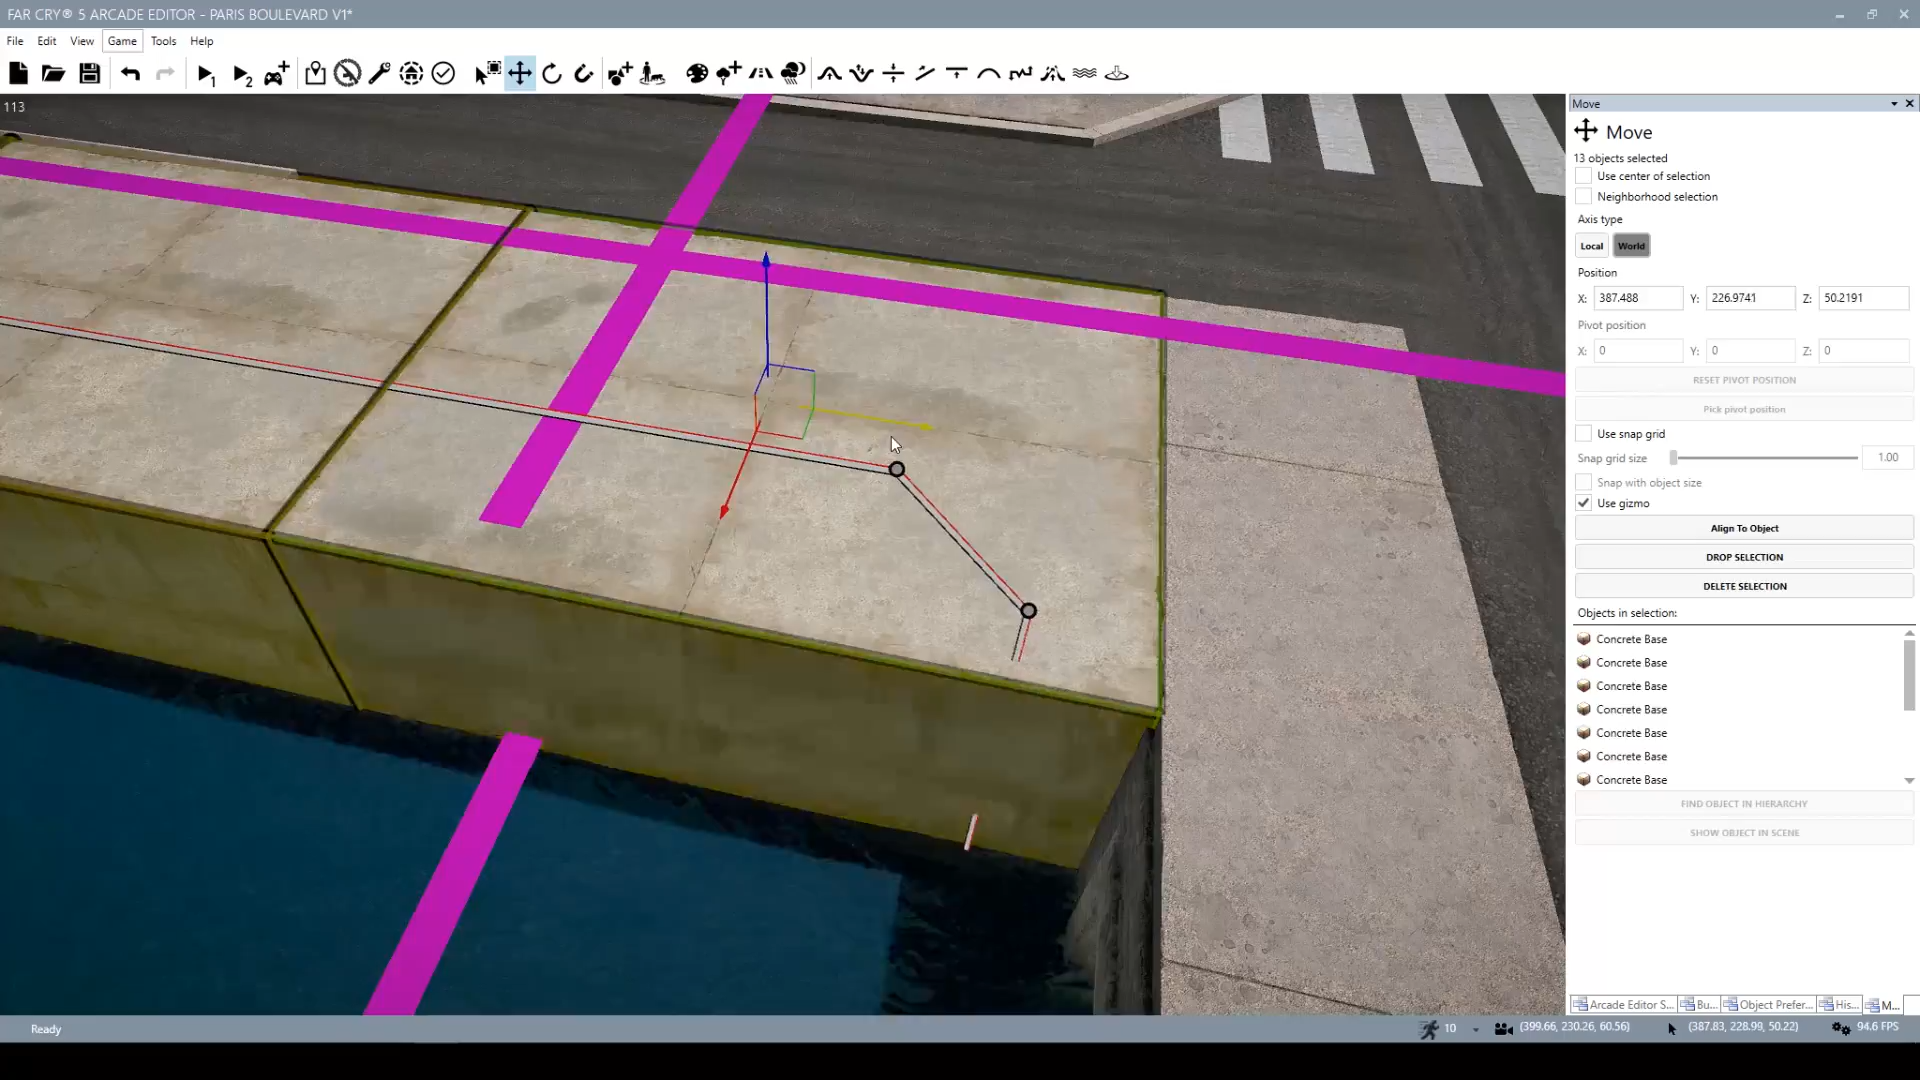 FAR CRY® 5 ARCADE EDITOR - PARIS BOULEVARD V1*
File Edit View Game Tools Help
1 2
113
Move
Move
13 objects selected
Use center of selection
Neighborhood selection
Axis type
Local World
Position
X: 387.488 Y: 226.9741 Z: 50.2191
Pivot position
X: 0 Y: 0 Z: 0
RESET PIVOT POSITION
Pick pivot position
Use snap grid
Snap grid size 1.00
Snap with object size
Use gizmo
Align To Object
DROP SELECTION
DELETE SELECTION
Objects in selection:
Concrete Base
Concrete Base
Concrete Base
Concrete Base
Concrete Base
Concrete Base
Concrete Base
FIND OBJECT IN HIERARCHY
SHOW OBJECT IN SCENE
Arcade Editor S... Bu... Object Prefer... His... M...
Ready 10 (399.66, 230.26, 60.56) (387.83, 228.99, 50.22) 94.6 FPS